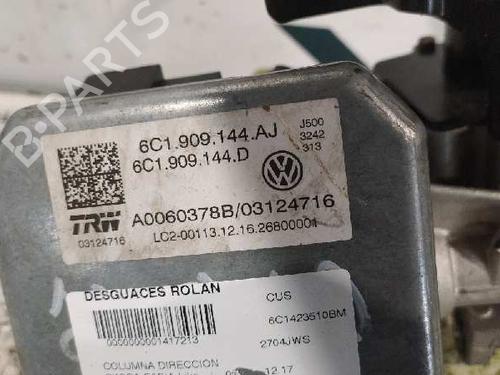 6C1.909.144.AJ
6C1.909.144.D
J500
3242
313
TRW
03124716
A0060378B/03124716
LC2-00113.12.16.26800001
DESGUACES ROLAN
CUS
0000000001417213
6C1423510BM
2704JWS
COLUMNA DIRECCION
12.17
B-PARTS